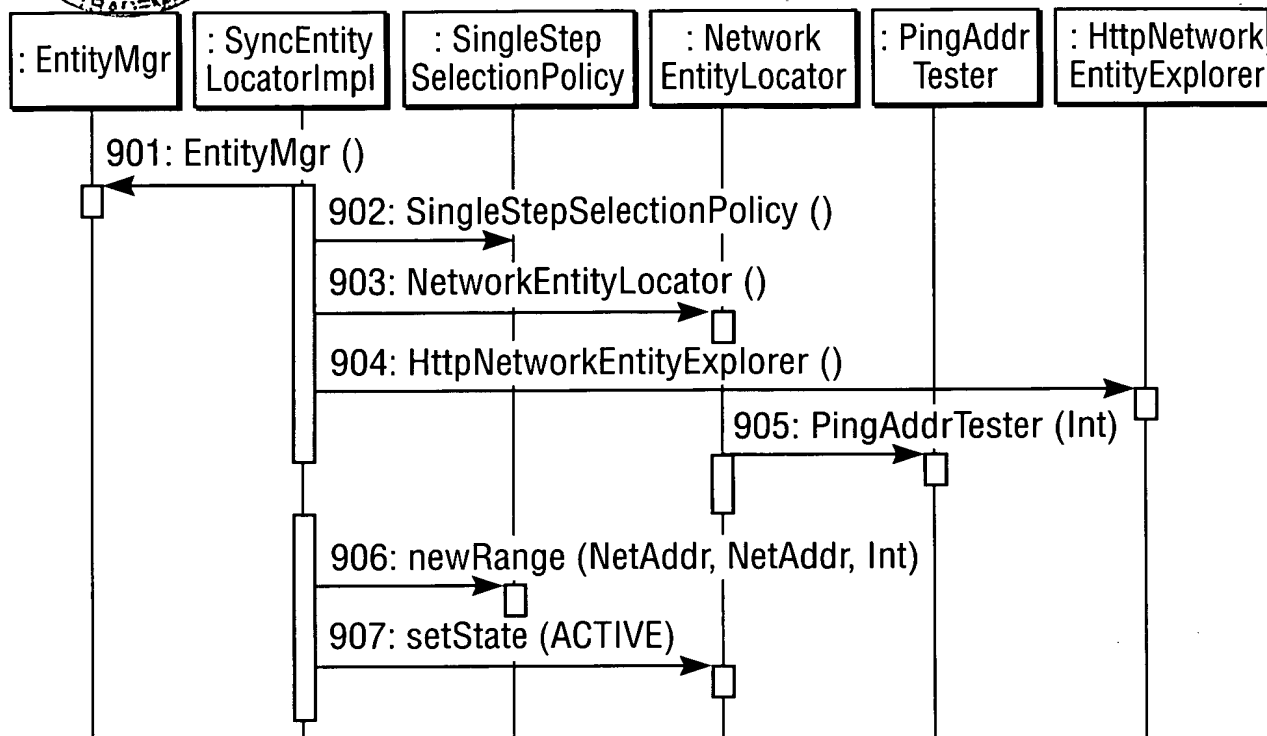 : EntityMgr
: SyncEntity
LocatorImpl
: SingleStep
SelectionPolicy
: Network
EntityLocator
: PingAddr
Tester
: HttpNetwork
EntityExplorer
901: EntityMgr ()
902: SingleStepSelectionPolicy ()
903: NetworkEntityLocator ()
904: HttpNetworkEntityExplorer ()
905: PingAddrTester (Int)
906: newRange (NetAddr, NetAddr, Int)
907: setState (ACTIVE)